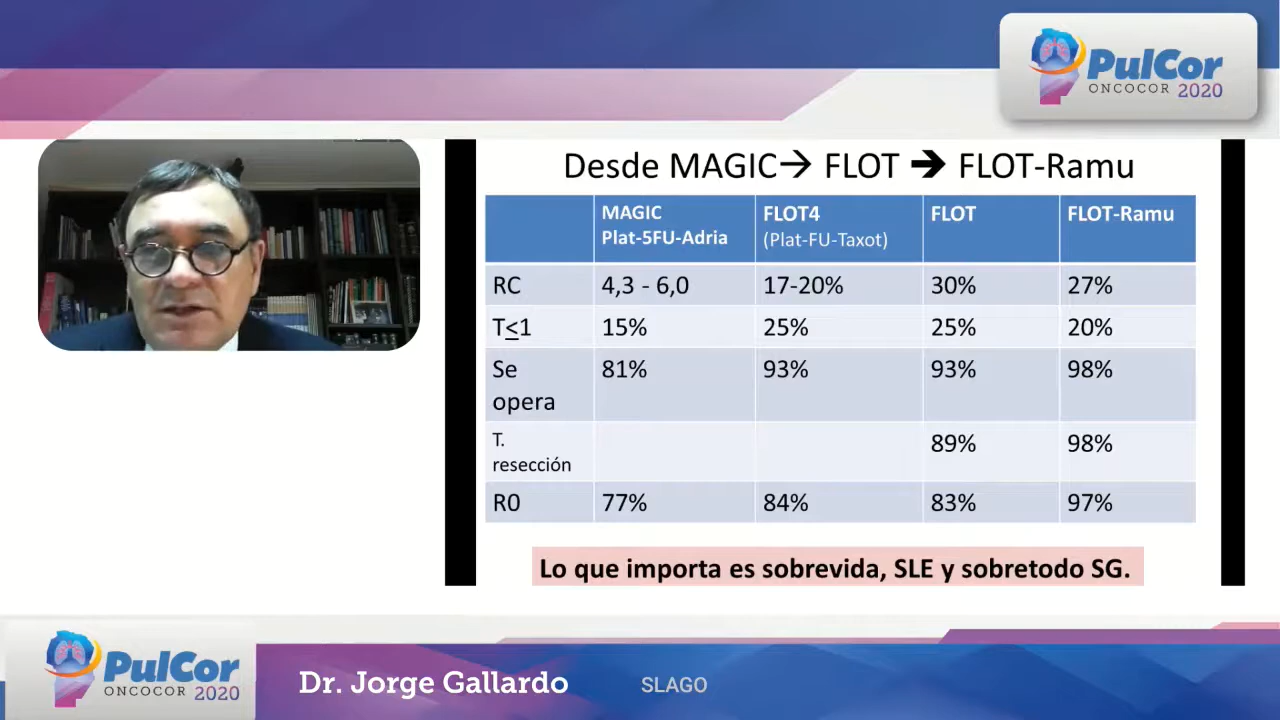 PulCor
ONCOCOR 2020
Desde MAGIC→ FLOT → FLOT-Ramu
MAGIC FLOT4 FLOT FLOT-Ramu
Plat-5FU-Adria (Plat-FU-Taxot)
RC 4,3 - 6,0 17-20% 30% 27%
T<1 15% 25% 25% 20%
Se 81% 93% 93% 98%
opera
T. 89% 98%
resección
R0 77% 84% 83% 97%
Lo que importa es sobrevida, SLE y sobretodo SG.
PulCor
ONCOCOR 2020
Dr. Jorge Gallardo SLAGO